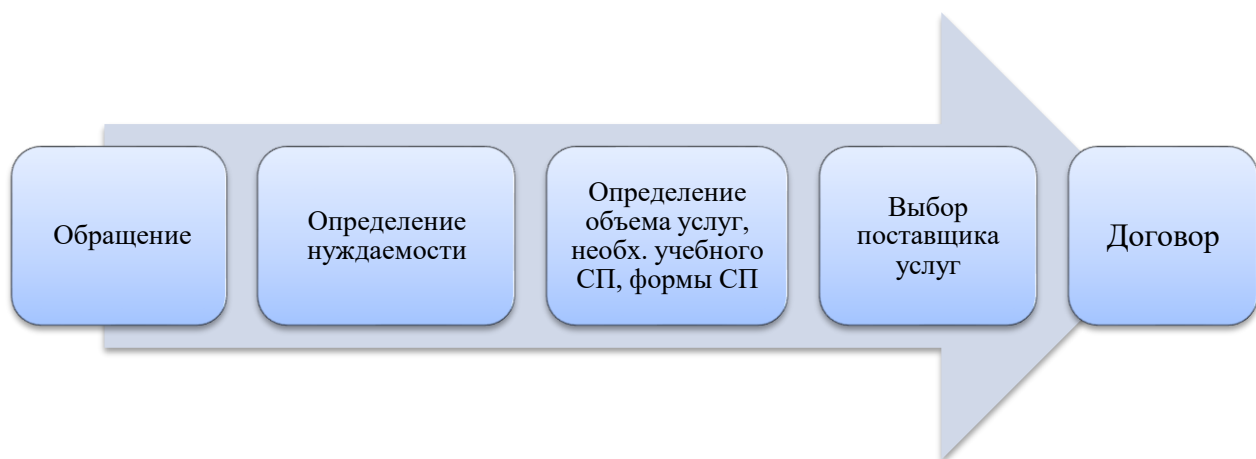 Обращение
Определение
нуждаемости
Определение
объема услуг,
необх. учебного
СП, формы СП
Выбор
поставщика
услуг
Договор